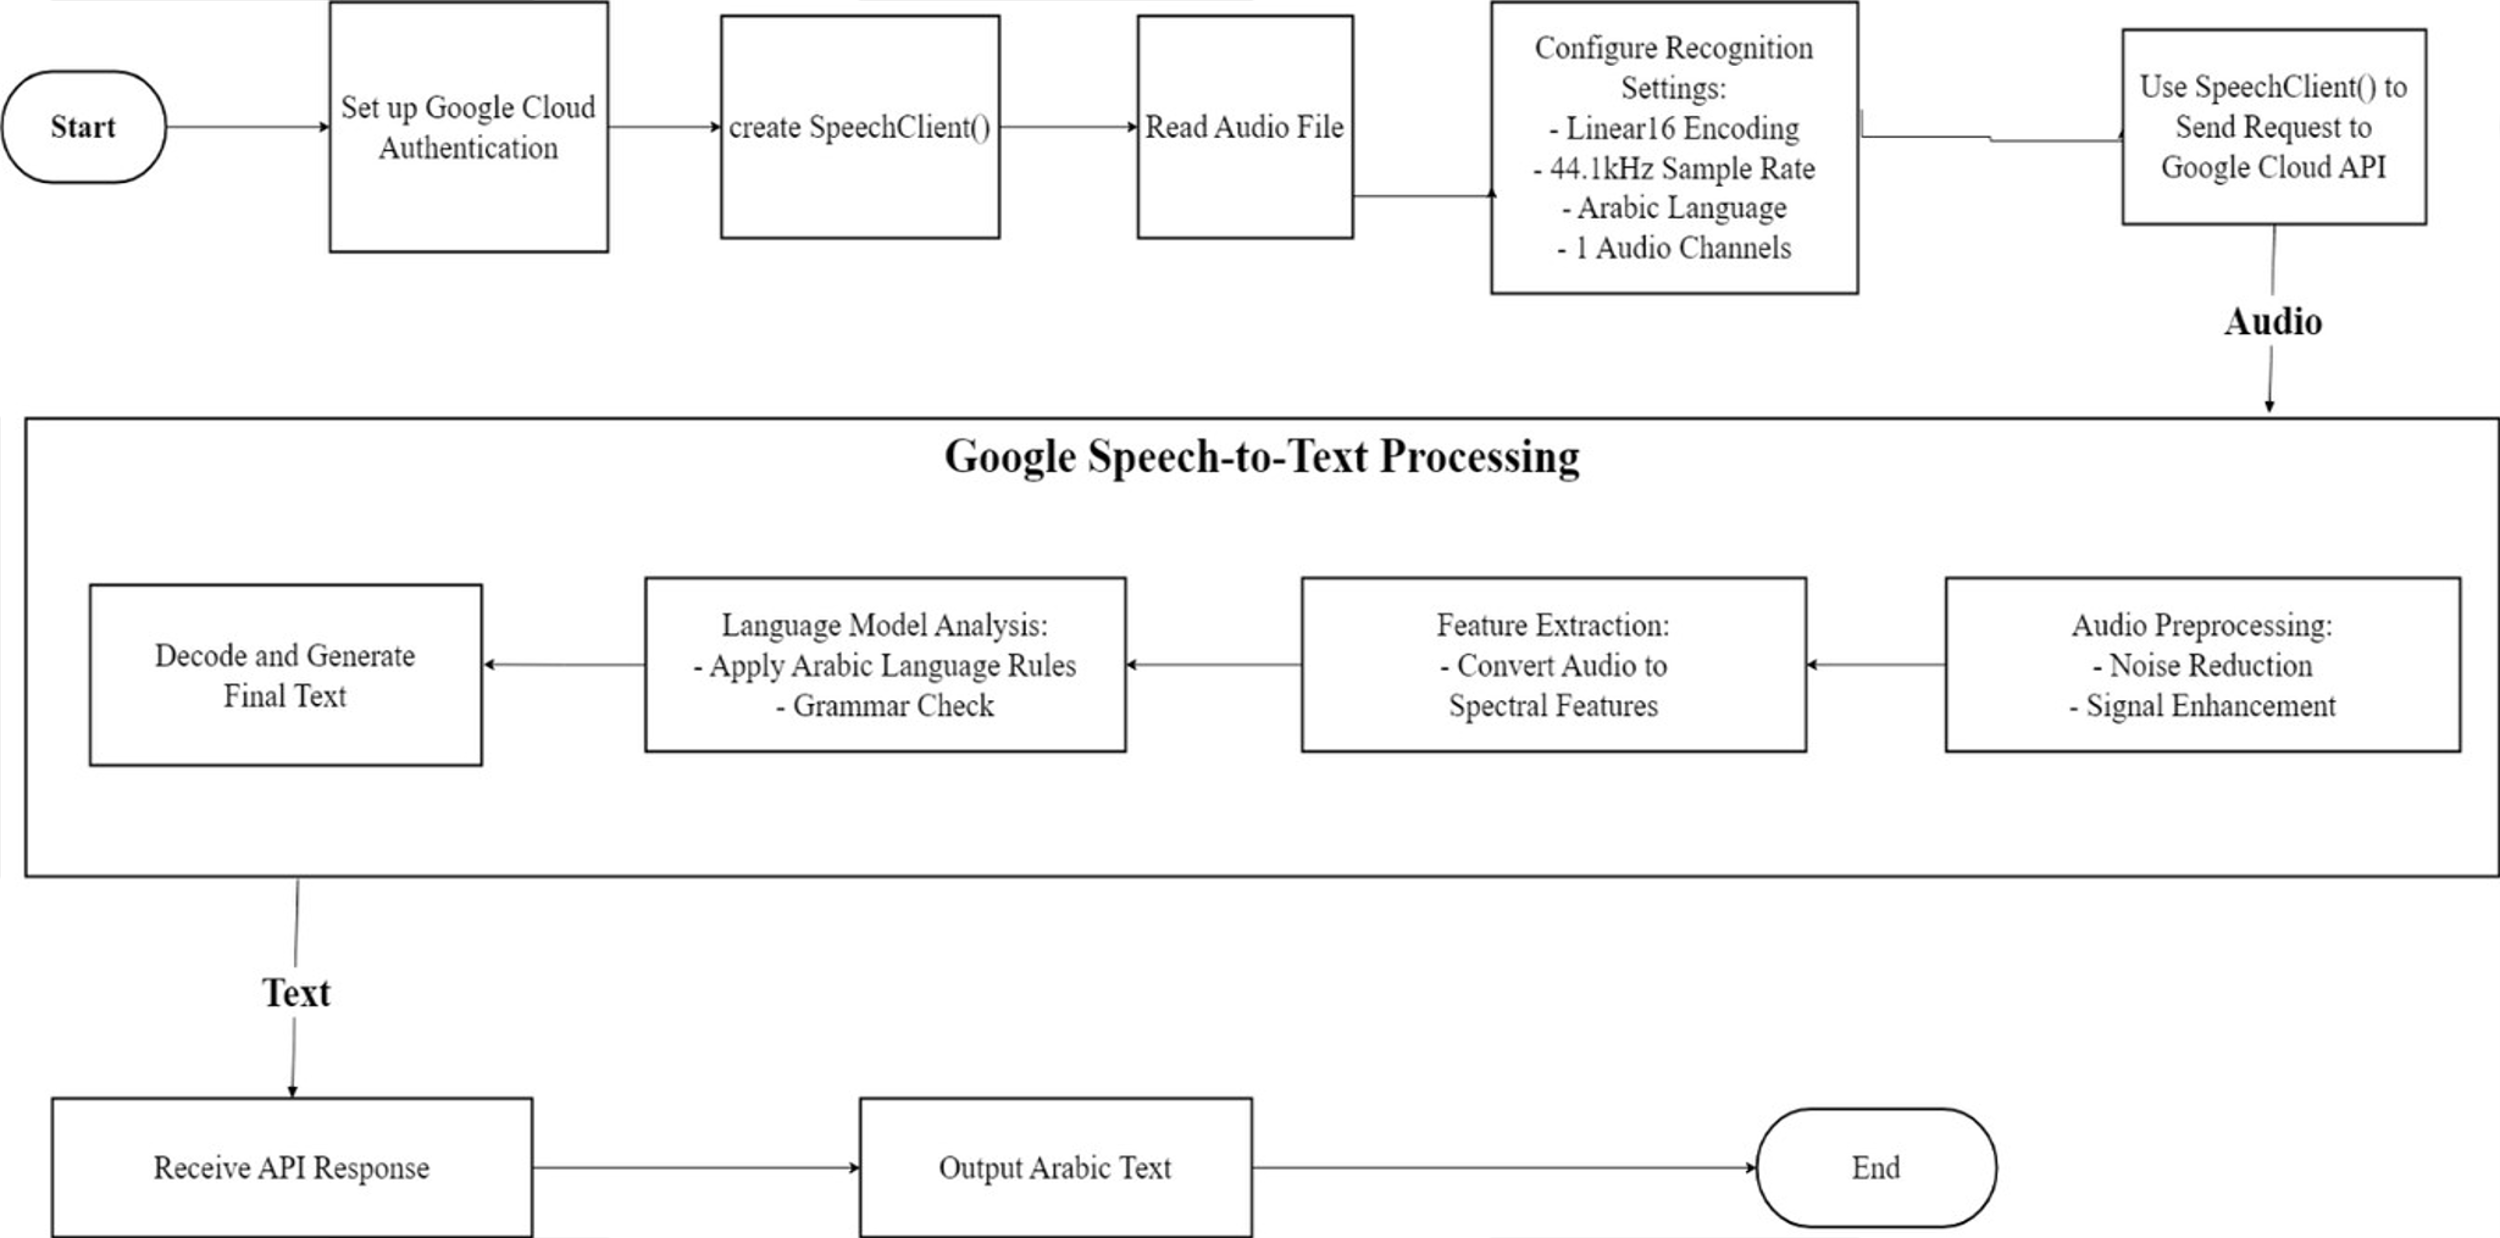 Start
Set up Google Cloud
Authentication
create SpeechClient()
Read Audio File
Configure Recognition
Settings:
- Linear16 Encoding
- 44.1kHz Sample Rate
- Arabic Language
- 1 Audio Channels
Use SpeechClient() to
Send Request to
Google Cloud API
Audio
Google Speech-to-Text Processing
Audio Preprocessing:
- Noise Reduction
- Signal Enhancement
Feature Extraction:
- Convert Audio to
Spectral Features
Language Model Analysis:
- Apply Arabic Language Rules
- Grammar Check
Decode and Generate
Final Text
Text
Receive API Response
Output Arabic Text
End